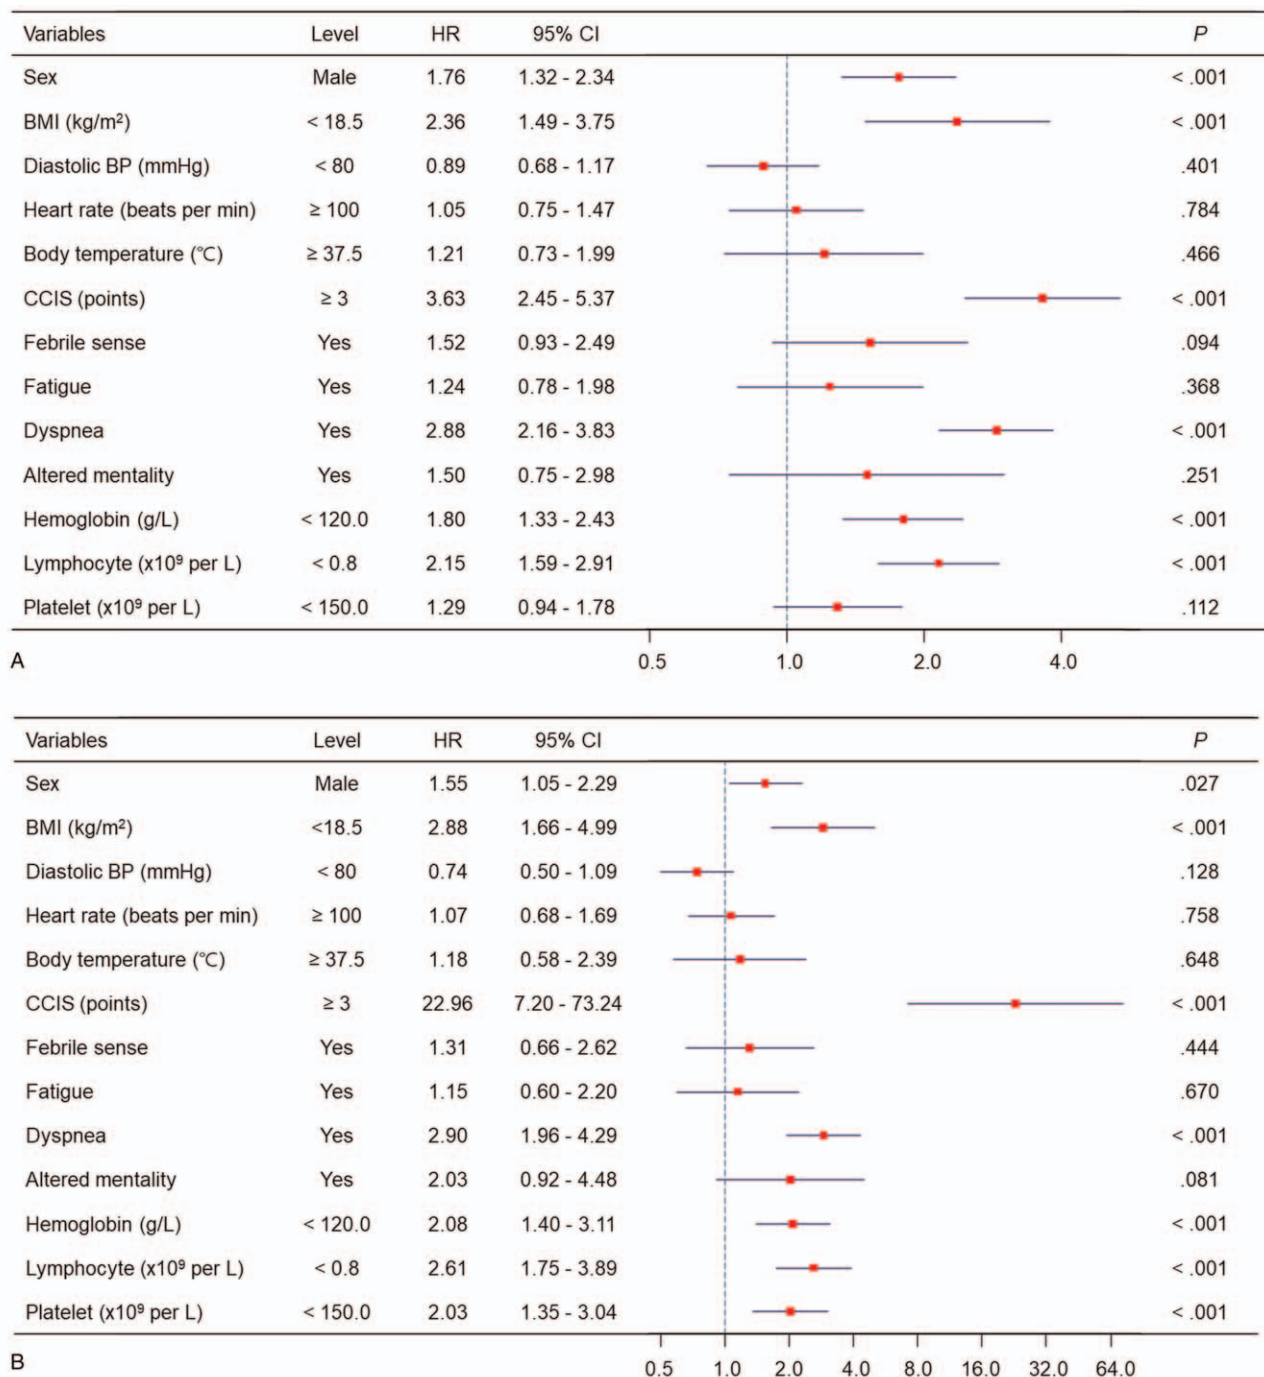 Variables Level HR 95% CI P
Sex Male 1.76 1.32 - 2.34 < .001
BMI (kg/m²) < 18.5 2.36 1.49 - 3.75 < .001
Diastolic BP (mmHg) < 80 0.89 0.68 - 1.17 .401
Heart rate (beats per min) ≥ 100 1.05 0.75 - 1.47 .784
Body temperature (℃) ≥ 37.5 1.21 0.73 - 1.99 .466
CCIS (points) ≥ 3 3.63 2.45 - 5.37 < .001
Febrile sense Yes 1.52 0.93 - 2.49 .094
Fatigue Yes 1.24 0.78 - 1.98 .368
Dyspnea Yes 2.88 2.16 - 3.83 < .001
Altered mentality Yes 1.50 0.75 - 2.98 .251
Hemoglobin (g/L) < 120.0 1.80 1.33 - 2.43 < .001
Lymphocyte (x10⁹ per L) < 0.8 2.15 1.59 - 2.91 < .001
Platelet (x10⁹ per L) < 150.0 1.29 0.94 - 1.78 .112
0.5 1.0 2.0 4.0
A
Variables Level HR 95% CI P
Sex Male 1.55 1.05 - 2.29 .027
BMI (kg/m²) <18.5 2.88 1.66 - 4.99 < .001
Diastolic BP (mmHg) < 80 0.74 0.50 - 1.09 .128
Heart rate (beats per min) ≥ 100 1.07 0.68 - 1.69 .758
Body temperature (℃) ≥ 37.5 1.18 0.58 - 2.39 .648
CCIS (points) ≥ 3 22.96 7.20 - 73.24 < .001
Febrile sense Yes 1.31 0.66 - 2.62 .444
Fatigue Yes 1.15 0.60 - 2.20 .670
Dyspnea Yes 2.90 1.96 - 4.29 < .001
Altered mentality Yes 2.03 0.92 - 4.48 .081
Hemoglobin (g/L) < 120.0 2.08 1.40 - 3.11 < .001
Lymphocyte (x10⁹ per L) < 0.8 2.61 1.75 - 3.89 < .001
Platelet (x10⁹ per L) < 150.0 2.03 1.35 - 3.04 < .001
0.5 1.0 2.0 4.0 8.0 16.0 32.0 64.0
B